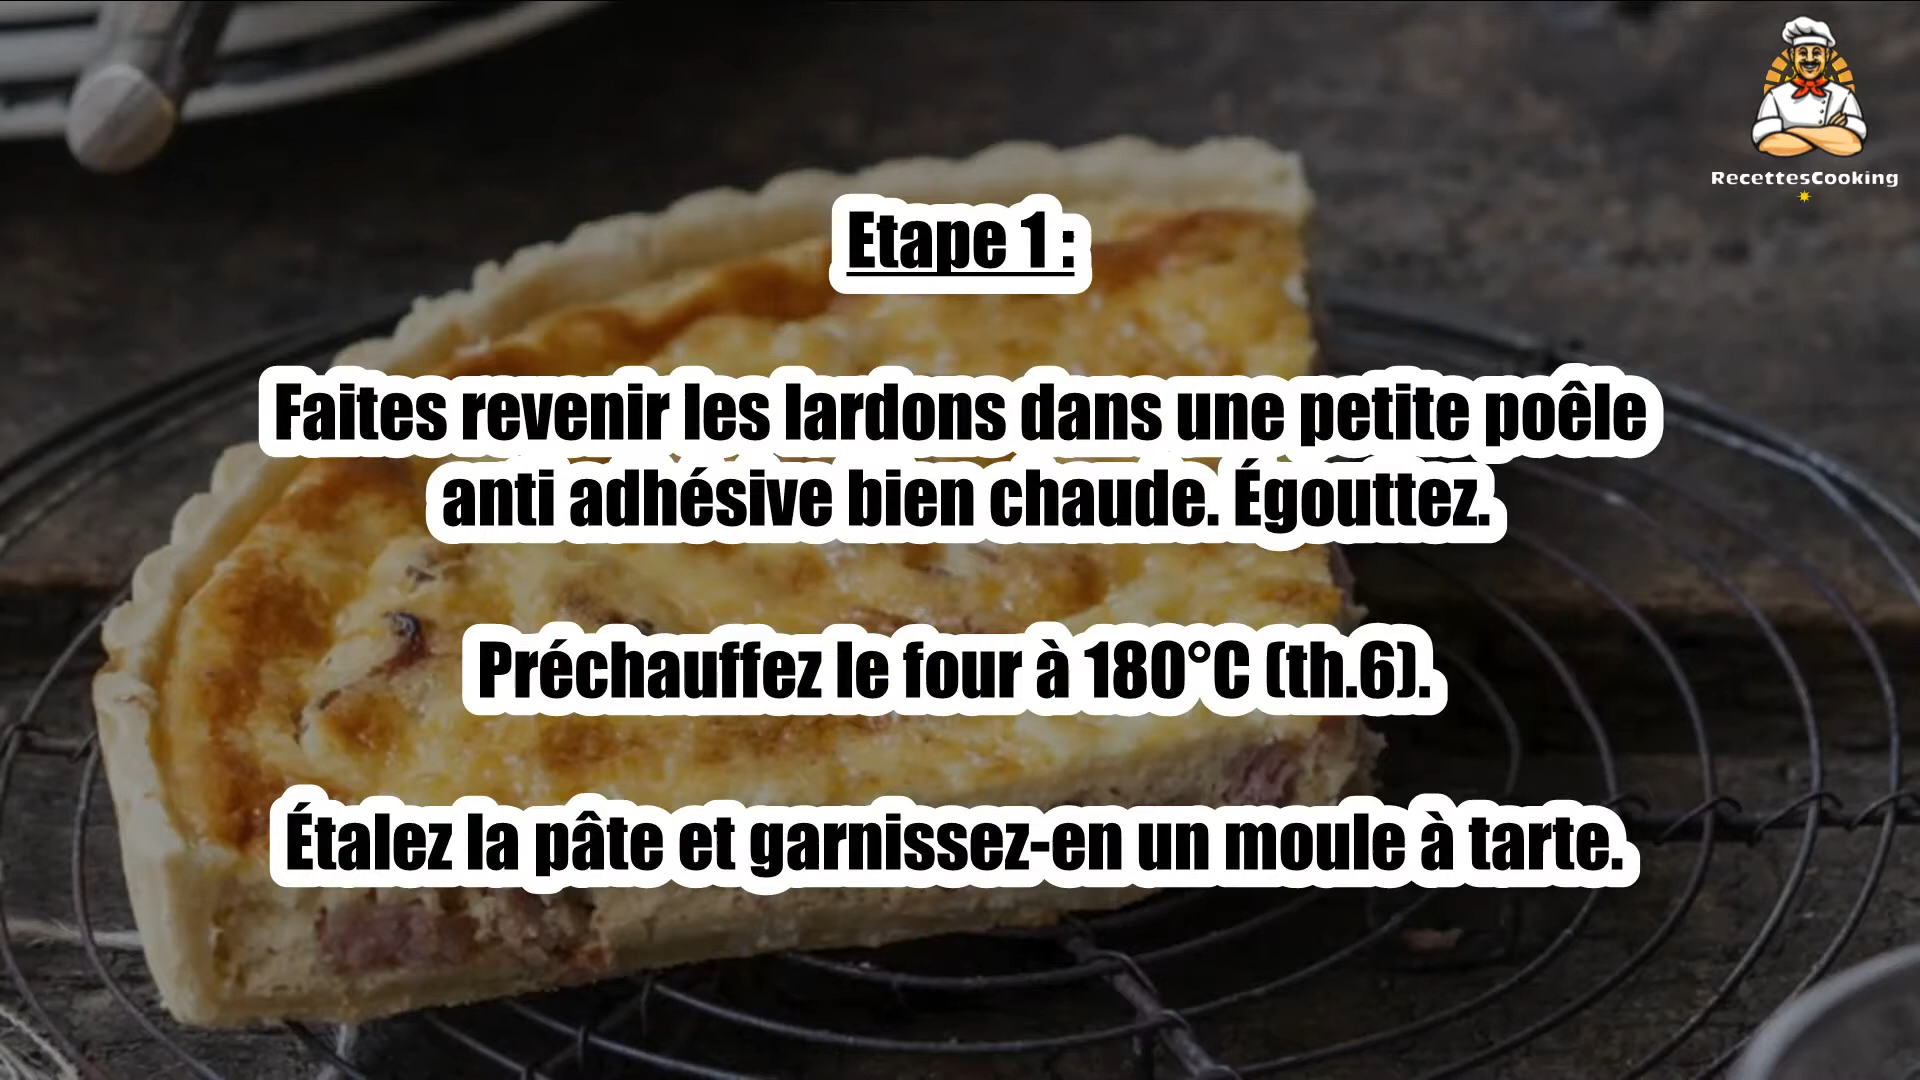 RecettesCooking
Etape 1 :
Faites revenir les lardons dans une petite poêle
anti adhésive bien chaude. Égouttez.
Préchauffez le four à 180°C (th.6).
Étalez la pâte et garnissez-en un moule à tarte.